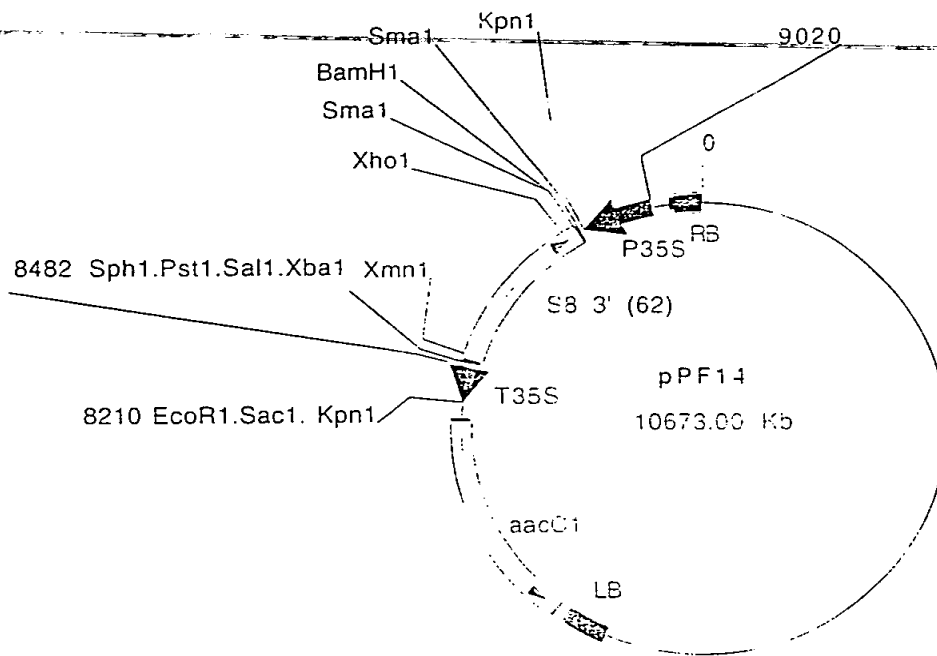 Kpn1
Sma1
9020
BamH1
Sma1
0
Xho1
P35S
RB
8482 Sph1.Pst1.Sal1.Xba1
Xmn1
S8 3' (62)
pPF14
T35S
8210 EcoR1.Sac1. Kpn1
10673.00 Kb
aacC1
LB